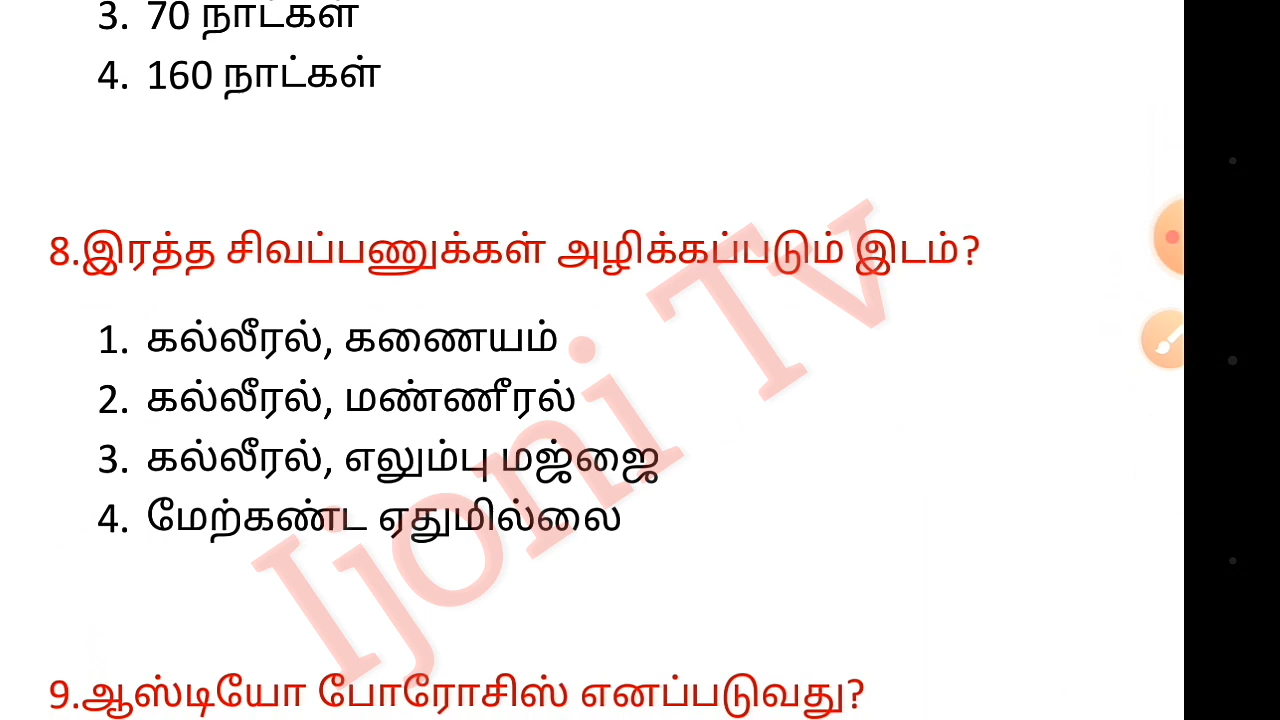 3. 70 நாட்கள்
4. 160 நாட்கள்
8.இரத்த சிவப்பணுக்கள் அழிக்கப்படும் இடம்?
1. கல்லீரல், கணையம்
2. கல்லீரல், மண்ணீரல்
3. கல்லீரல், எலும்பு மஜ்ஜை
4. மேற்கண்ட ஏதுமில்லை
Ijoni Tv
9.ஆஸ்டியோ போரோசிஸ் எனப்படுவது?